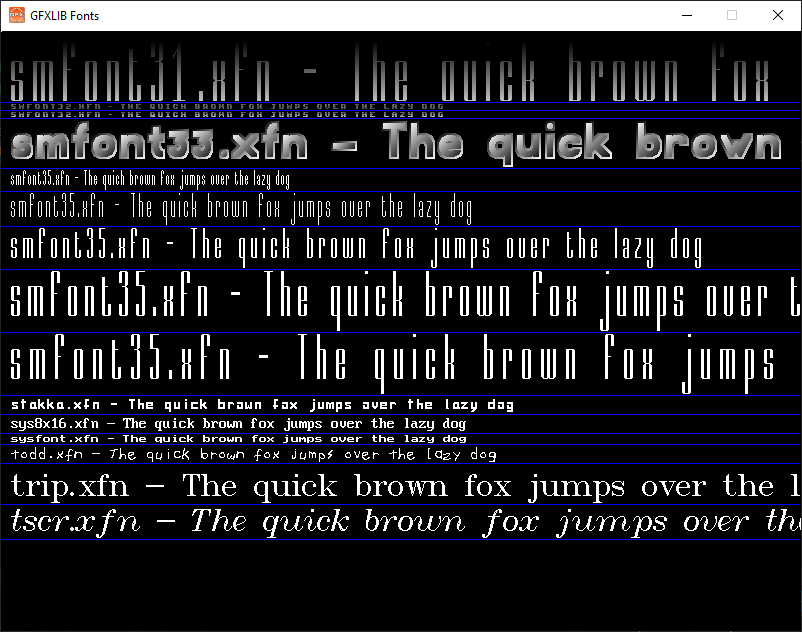 GFXLIB Fonts
smfont31.xfn - The quick brown fox
SMFONT32.XFN - THE QUICK BROWN FOX JUMPS OVER THE LAZY DOG
SMFONT32.XFN - THE QUICK BROWN FOX JUMPS OVER THE LAZY DOG
smfont33.xfn - The quick brown
smfont35.xfn - The quick brown fox jumps over the lazy dog
smfont35.xfn - The quick brown fox jumps over the lazy dog
smfont35.xfn - The quick brown fox jumps over the lazy dog
smfont35.xfn - The quick brown fox jumps over t
smfont35.xfn - The quick brown fox jumps
stakka.xfn - The quick brown fox jumps over the lazy dog
sys8x16.xfn - The quick brown fox jumps over the lazy dog
sysfont.xfn - The quick brown fox jumps over the lazy dog
todd.xfn - The quick brown fox jumps over the lazy dog
trip.xfn - The quick brown fox jumps over the l
tscr.xfn - The quick brown fox jumps over the